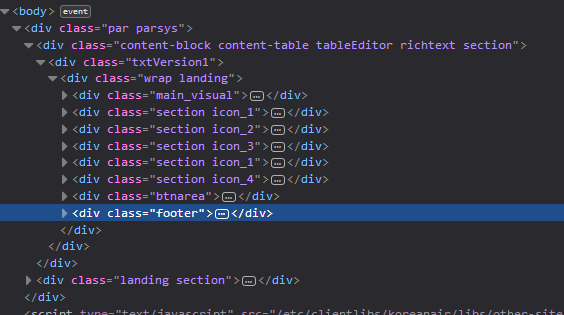 <body> event
<div class="par parsys">
<div class="content-block content-table tableEditor richtext section">
<div class="txtVersion1">
<div class="wrap landing">
<div class="main_visual">…</div>
<div class="section icon_1">…</div>
<div class="section icon_2">…</div>
<div class="section icon_3">…</div>
<div class="section icon_1">…</div>
<div class="section icon_4">…</div>
<div class="btnarea">…</div>
<div class="footer">…</div>
</div>
</div>
</div>
<div class="landing section">…</div>
</div>
<script type="text/javascript" src="/etc/clientlibs/koreanair/libs/other-site